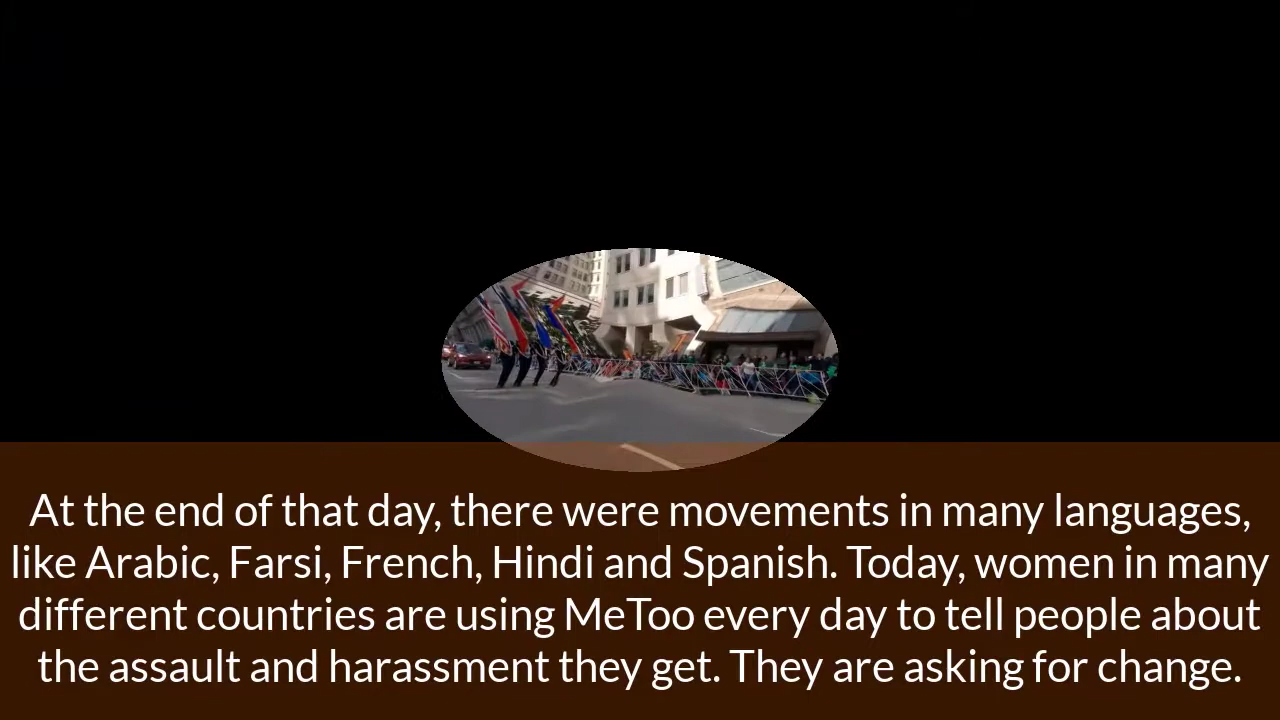 At the end of that day, there were movements in many languages,
like Arabic, Farsi, French, Hindi and Spanish. Today, women in many
different countries are using MeToo every day to tell people about
the assault and harassment they get. They are asking for change.